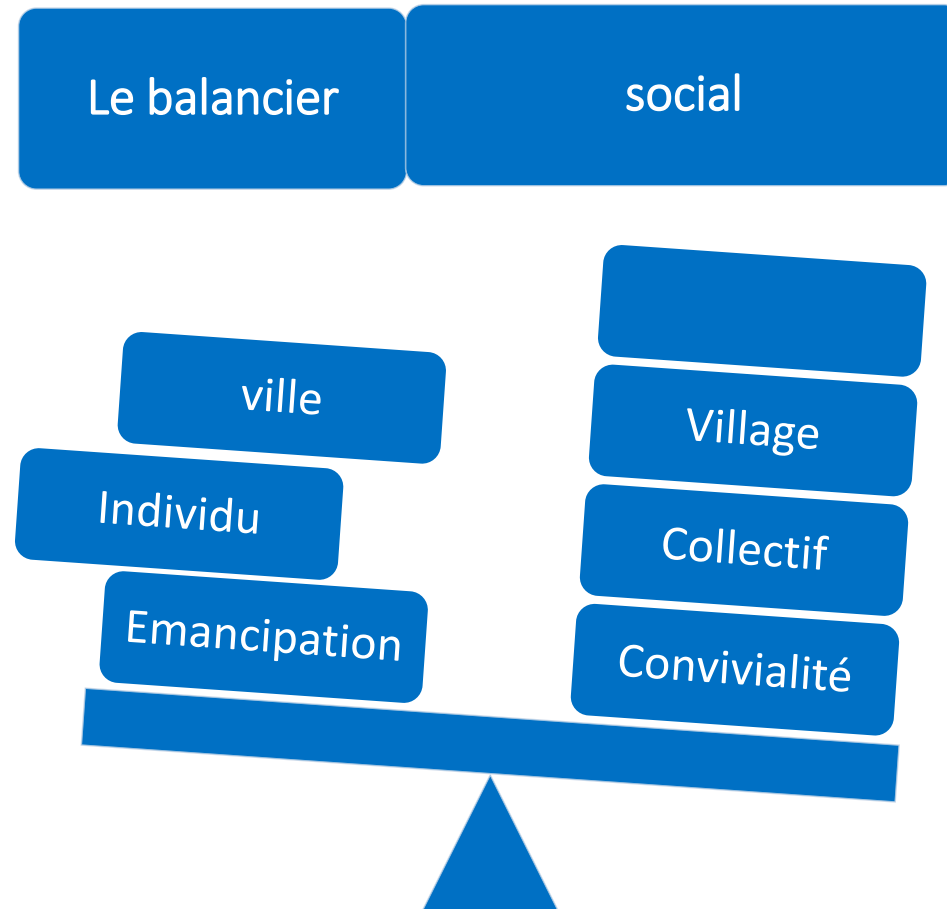 Le balancier
social
ville
Individu
Emancipation
Village
Collectif
Convivialité